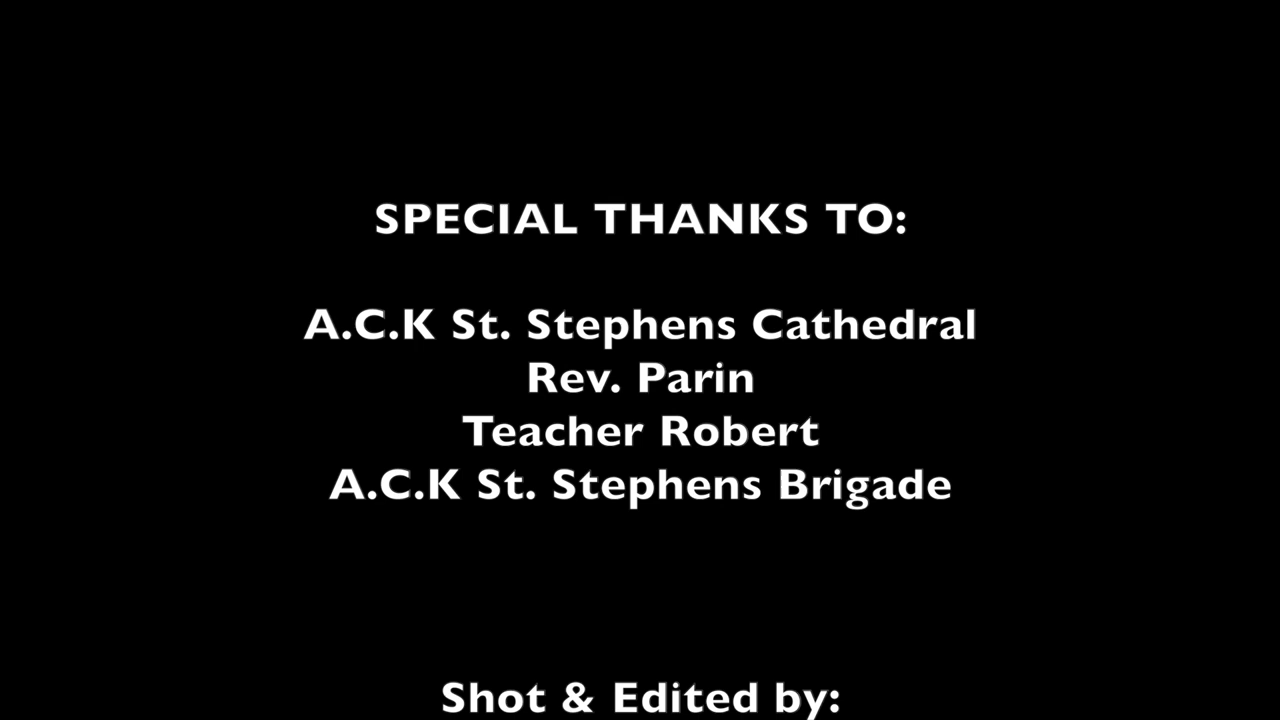 SPECIAL THANKS TO:
A.C.K St. Stephens Cathedral
Rev. Parin
Teacher Robert
A.C.K St. Stephens Brigade
Shot & Edited by: